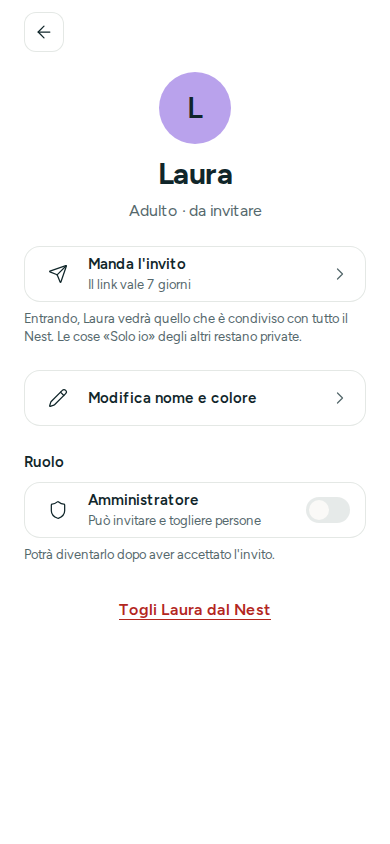 L
Laura
Adulto · da invitare
Manda l'invito
Il link vale 7 giorni
Entrando, Laura vedrà quello che è condiviso con tutto il
Nest. Le cose «Solo io» degli altri restano private.
Modifica nome e colore
Ruolo
Amministratore
Può invitare e togliere persone
Potrà diventarlo dopo aver accettato l'invito.
Togli Laura dal Nest